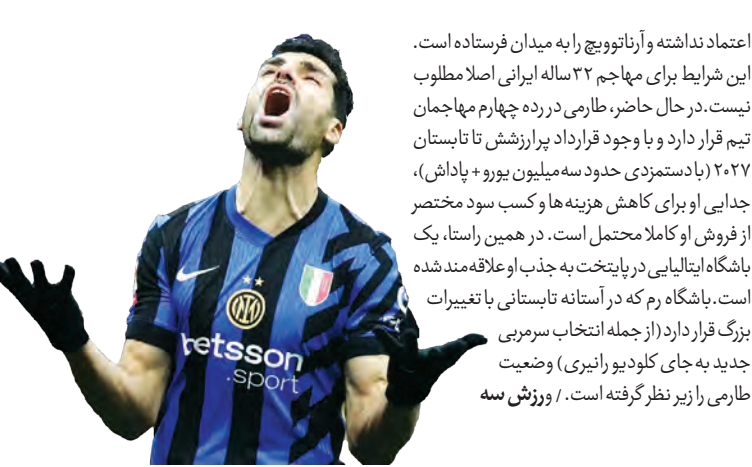 اعتماد نداشته و آرناتوویچ را به میدان فرستاده است.
این شرایط برای مهاجم ۳۲ساله ایرانی اصلا مطلوب
نیست. در حال حاضر، طارمی در رده چهارم مهاجمان
تیم قرار دارد و با وجود قرارداد پرارزشش تا تابستان
۲۰۲۷ (با دستمزدی حدود سه‌میلیون یورو + پاداش)،
جدایی او برای کاهش هزینه‌ها و کسب سود مختصر
از فروش او کاملا محتمل است. در همین راستا، یک
باشگاه ایتالیایی در پایتخت به جذب او علاقه‌مند شده
است. باشگاه رم که در آستانه تابستانی با تغییرات
بزرگ قرار دارد (از جمله انتخاب سرمربی
جدید به جای کلودیو رانیری) وضعیت
طارمی را زیر نظر گرفته است. / ورزش سه
betsson
.sport